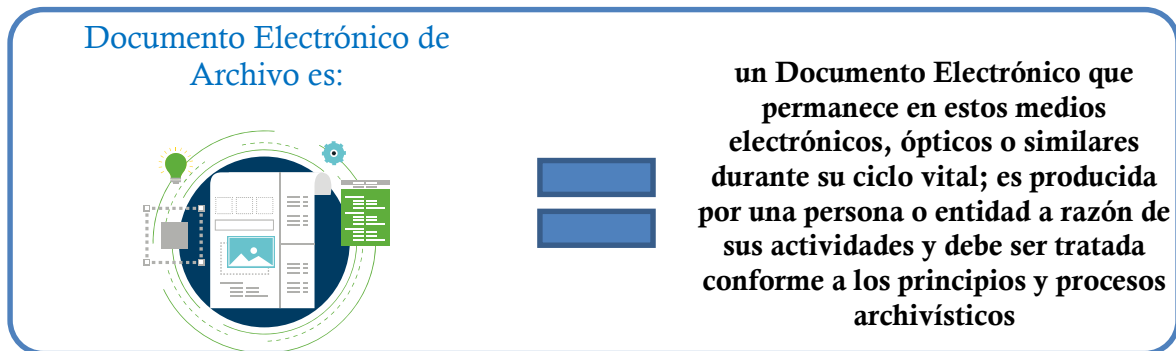 Documento Electrónico de
Archivo es:
un Documento Electrónico que
permanece en estos medios
electrónicos, ópticos o similares
durante su ciclo vital; es producida
por una persona o entidad a razón de
sus actividades y debe ser tratada
conforme a los principios y procesos
archivísticos